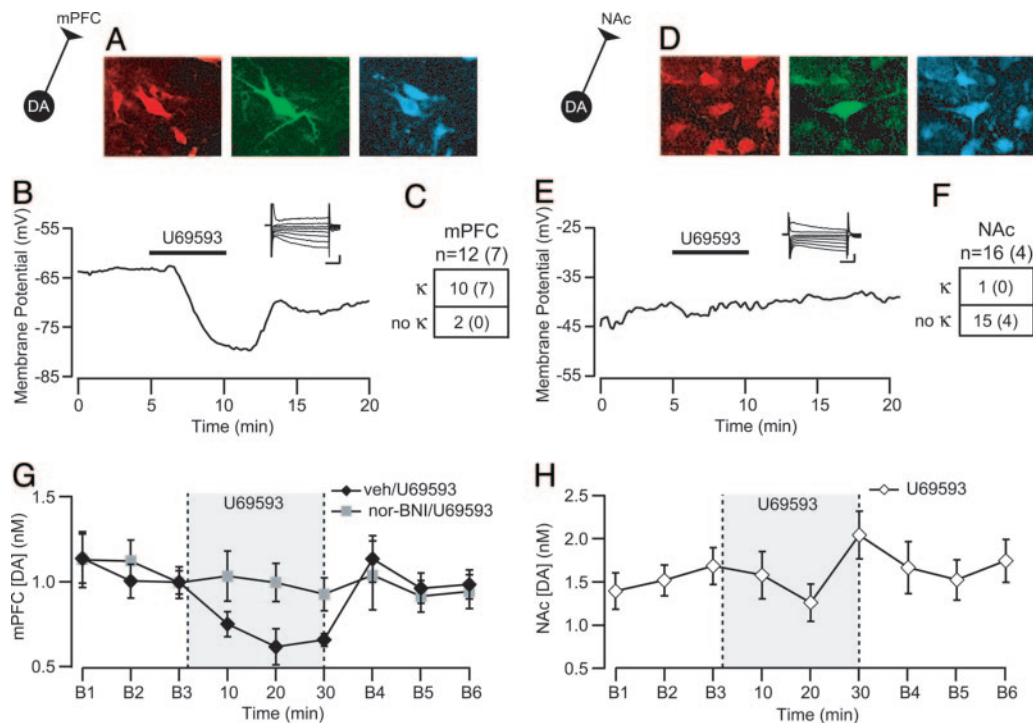 mPFC
DA
A
NAc
DA
D
B
Membrane Potential (mV)
-55
-65
-75
-85
U69593
0
5
10
15
20
Time (min)
C
mPFC
n=12 (7)
κ
10 (7)
no κ
2 (0)
E
Membrane Potential (mV)
-25
-35
-45
-55
U69593
0
5
10
15
20
Time (min)
F
NAc
n=16 (4)
κ
1 (0)
no κ
15 (4)
G
mPFC [DA] (nM)
1.5
1.0
0.5
U69593
veh/U69593
nor-BNI/U69593
B1
B2
B3
10
20
30
B4
B5
B6
Time (min)
H
NAc [DA] (nM)
2.5
2.0
1.5
1.0
0.5
U69593
U69593
B1
B2
B3
10
20
30
B4
B5
B6
Time (min)